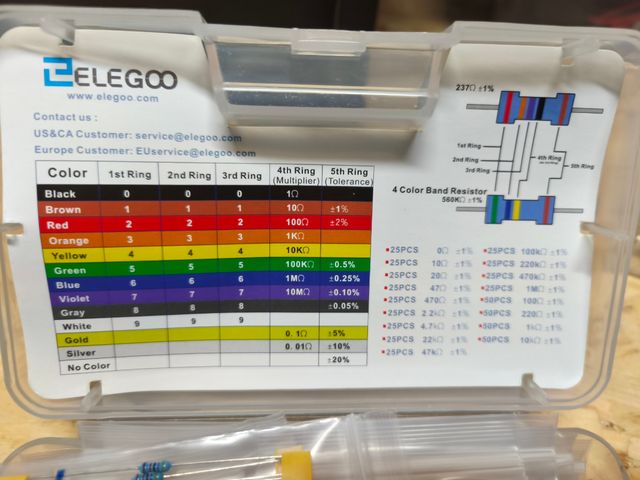 ELEGOO
www.elegoo.com
Contact us :
US&CA Customer: service@elegoo.com
Europe Customer: EUservice@elegoo.com
Color 1st Ring 2nd Ring 3rd Ring 4th Ring (Multiplier) 5th Ring (Tolerance)
Black 0 0 0 1Ω
Brown 1 1 1 10Ω ±1%
Red 2 2 2 100Ω ±2%
Orange 3 3 3 1KΩ
Yellow 4 4 4 10KΩ
Green 5 5 5 100KΩ ±0.5%
Blue 6 6 6 1MΩ ±0.25%
Violet 7 7 7 10MΩ ±0.10%
Gray 8 8 8 ±0.05%
White 9 9 9
Gold 0.1Ω ±5%
Silver 0.01Ω ±10%
No Color ±20%
237Ω ±1%
1st Ring
2nd Ring
3rd Ring
4th Ring
5th Ring
4 Color Band Resistor
560KΩ ±1%
25PCS 0Ω ±1%
25PCS 10Ω ±1%
25PCS 20Ω ±1%
25PCS 47Ω ±1%
25PCS 470Ω ±1%
25PCS 2.2kΩ ±1%
25PCS 4.7kΩ ±1%
25PCS 22kΩ ±1%
25PCS 47kΩ ±1%
25PCS 100kΩ ±1%
25PCS 220kΩ ±1%
25PCS 470kΩ ±1%
25PCS 1MΩ ±1%
50PCS 100Ω ±1%
50PCS 220Ω ±1%
50PCS 1kΩ ±1%
50PCS 10kΩ ±1%